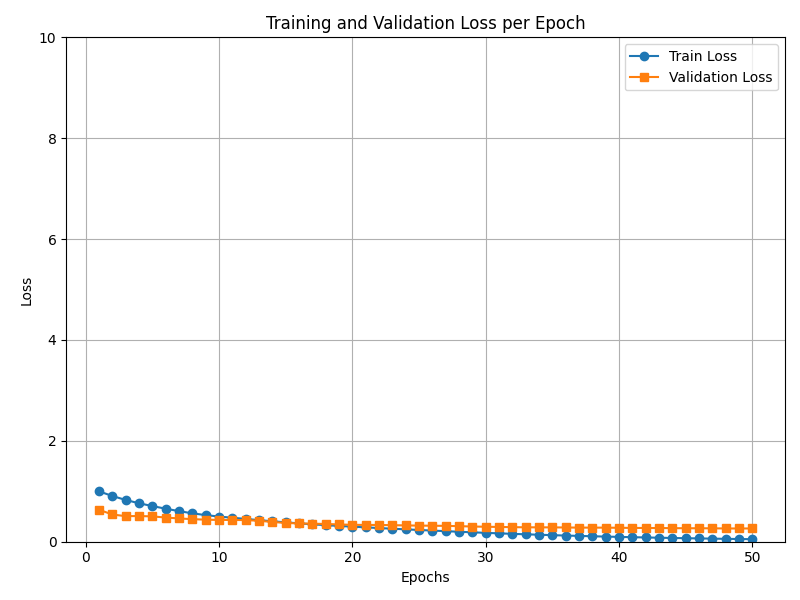 Training and Validation Loss per Epoch
Train Loss
Validation Loss
Loss
10
8
6
4
2
0
0 10 20 30 40 50
Epochs